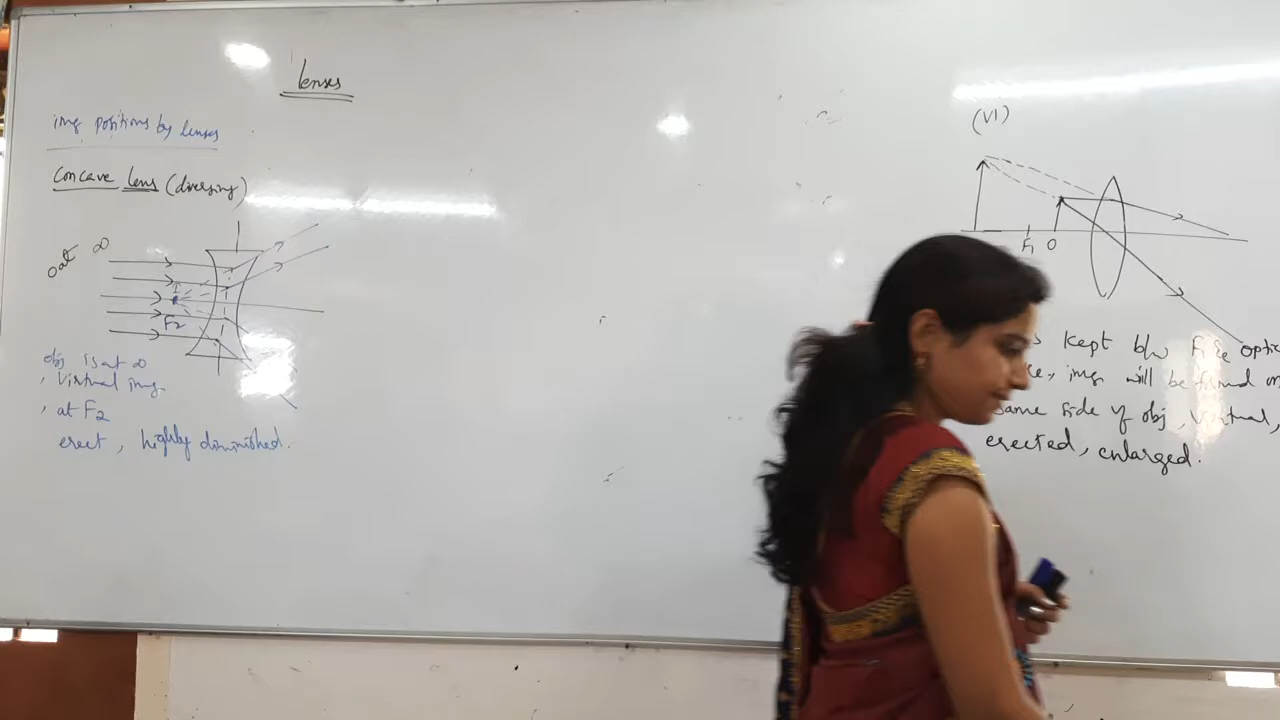 lenses
img positions by lenses
Concave lens (diversing)
o at ∞
F2
obj is at ∞
, Virtual img.
, at F2
erect, highly diminished.
(VI)
F1 O
kept b/w F1 & optic
img. will be formed on
same side of obj, virtual,
erected, enlarged.